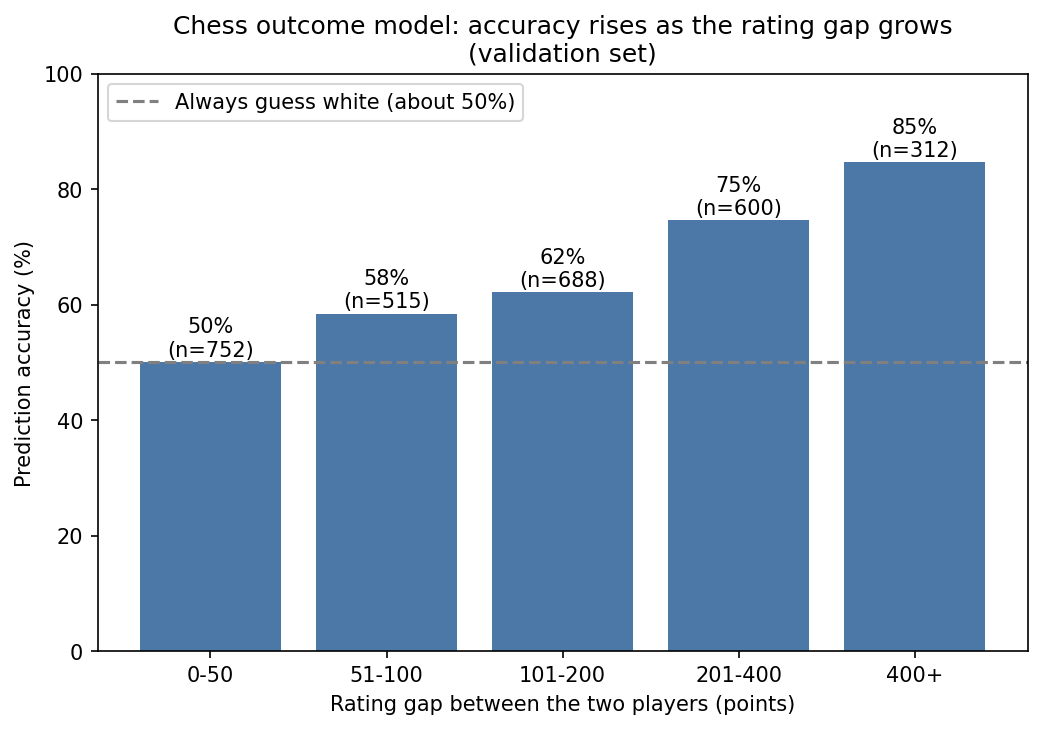 Chess outcome model: accuracy rises as the rating gap grows
(validation set)
Always guess white (about 50%)
Prediction accuracy (%)
100
80
60
40
20
0
50%
(n=752)
58%
(n=515)
62%
(n=688)
75%
(n=600)
85%
(n=312)
0-50
51-100
101-200
201-400
400+
Rating gap between the two players (points)